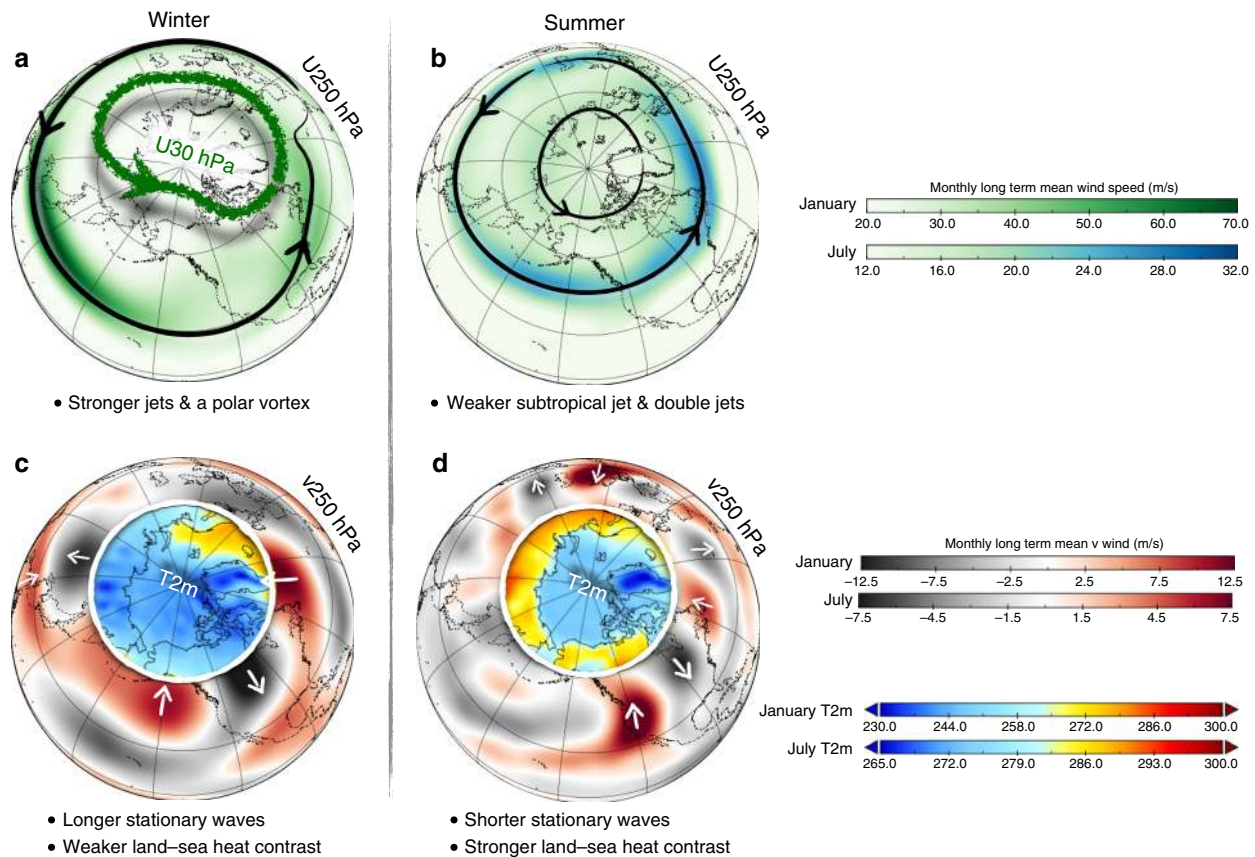 Winter
Summer
a
U250 hPa
U30 hPa
b
U250 hPa
Monthly long term mean wind speed (m/s)
January
20.0 30.0 40.0 50.0 60.0 70.0
July
12.0 16.0 20.0 24.0 28.0 32.0
• Stronger jets & a polar vortex
• Weaker subtropical jet & double jets
c
v250 hPa
T2m
d
v250 hPa
T2m
Monthly long term mean v wind (m/s)
January
–12.5 –7.5 –2.5 2.5 7.5 12.5
July
–7.5 –4.5 –1.5 1.5 4.5 7.5
January T2m
230.0 244.0 258.0 272.0 286.0 300.0
July T2m
265.0 272.0 279.0 286.0 293.0 300.0
• Longer stationary waves
• Weaker land–sea heat contrast
• Shorter stationary waves
• Stronger land–sea heat contrast